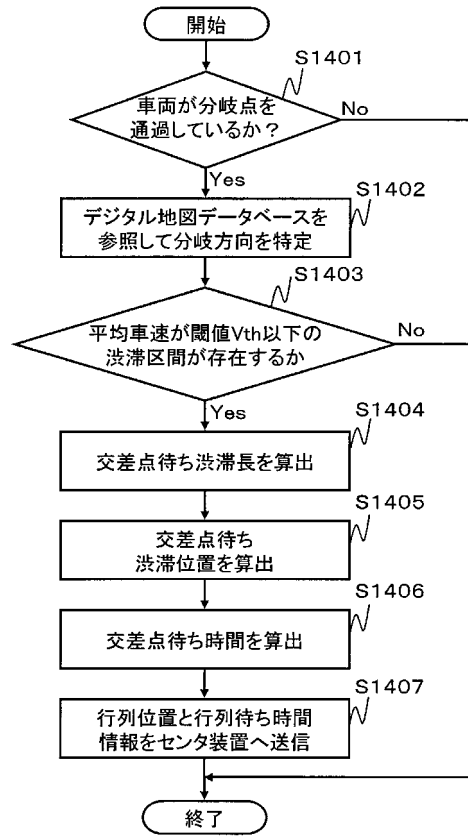 開始
S1401
車両が分岐点を
通過しているか？
No
Yes
S1402
デジタル地図データベースを
参照して分岐方向を特定
S1403
平均車速が閾値Vth以下の
渋滞区間が存在するか
No
Yes
S1404
交差点待ち渋滞長を算出
S1405
交差点待ち
渋滞位置を算出
S1406
交差点待ち時間を算出
S1407
行列位置と行列待ち時間
情報をセンタ装置へ送信
終了